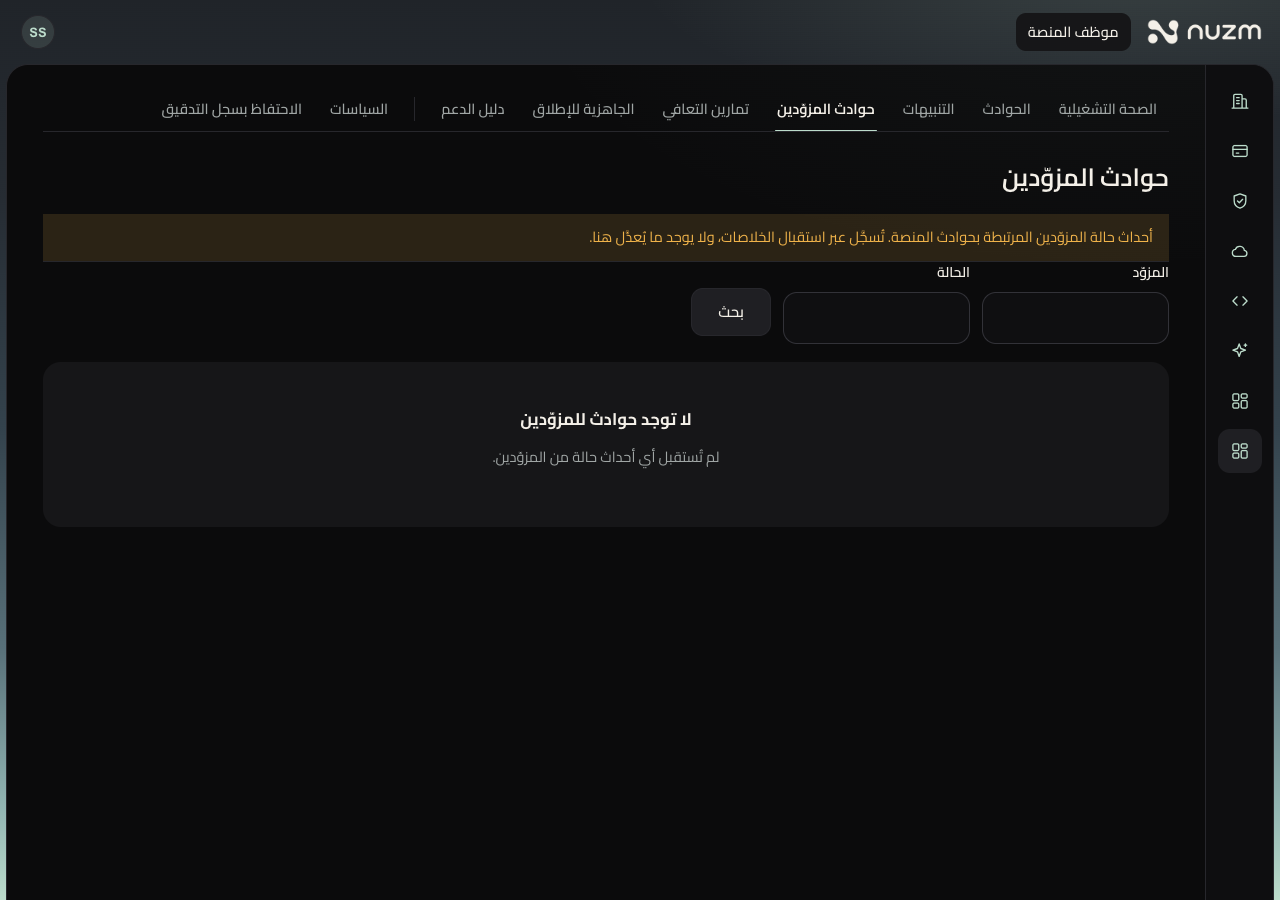 nuzm
موظف المنصة
SS
الصحة التشغيلية
الحوادث
التنبيهات
حوادث المزوّدين
تمارين التعافي
الجاهزية للإطلاق
دليل الدعم
السياسات
الاحتفاظ بسجل التدقيق
حوادث المزوّدين
أحداث حالة المزوّدين المرتبطة بحوادث المنصة. تُسجَّل عبر استقبال الخلاصات، ولا يوجد ما يُعدَّل هنا.
المزوّد
الحالة
بحث
لا توجد حوادث للمزوّدين
لم تُستقبل أي أحداث حالة من المزوّدين.